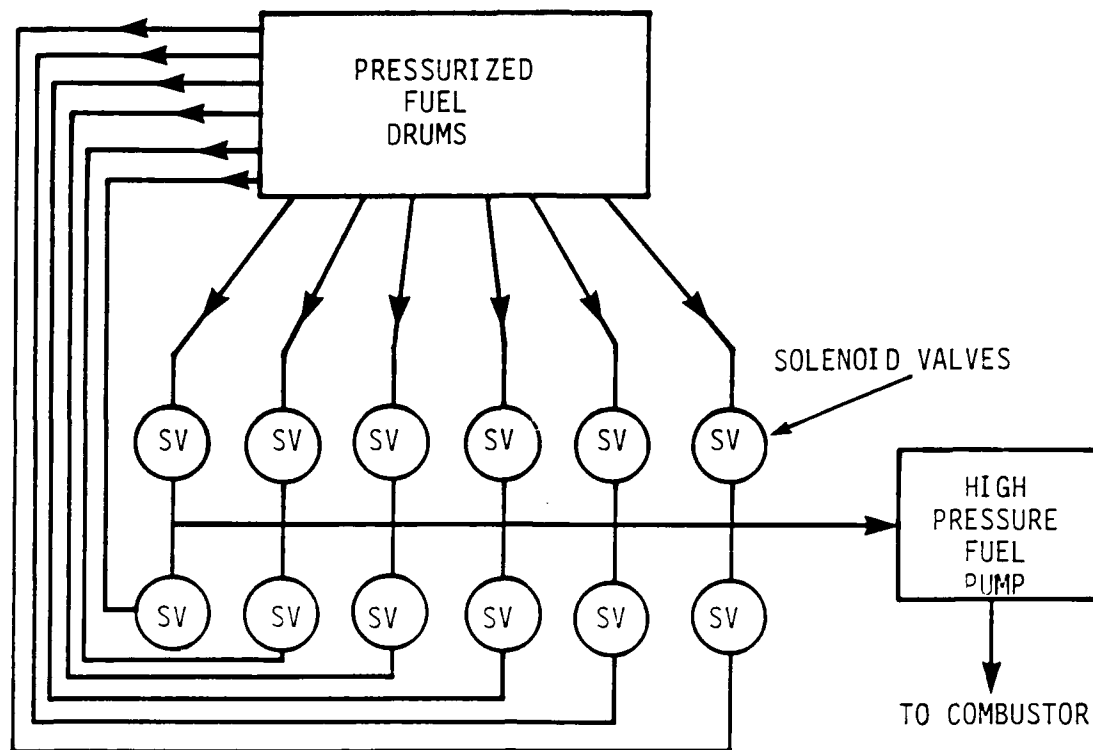 PRESSURIZED
FUEL
DRUMS
SOLENOID VALVES
SV SV SV SV SV SV
HIGH
PRESSURE
FUEL
PUMP
SV SV SV SV SV SV
TO COMBUSTOR